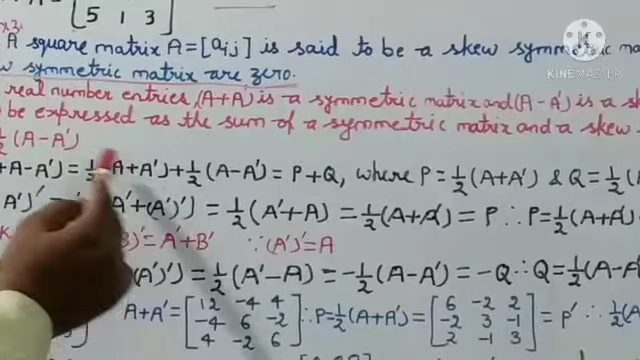 [5 1 3]
A square matrix A = [aij] is said to be a skew symmetric
w symmetric matrix are zero.
real number entries, (A+A') is a symmetric matrix and (A-A') is a
be expressed as the sum of a symmetric matrix and a skew
½ (A-A')
+A-A') = ½ A+A') + ½ (A-A') = P + Q, where P = ½ (A+A') & Q = ½ (
A')' A' + (A')') = ½ (A'+A) = ½ (A+A') = P ∴ P = ½ (A+A')
B)' = A' + B' ∵ (A')' = A
(A')') = ½ (A'-A) = -½ (A-A') = -Q ∴ Q = ½ (A-A'
A+A' = [12 -4 4 ∴ P = ½ (A+A') = [6 -2 2 = P' ∴ ½ (A
-4 6 -2 -2 3 -1
4 -2 6] 2 -1 3]
KINEMASTER